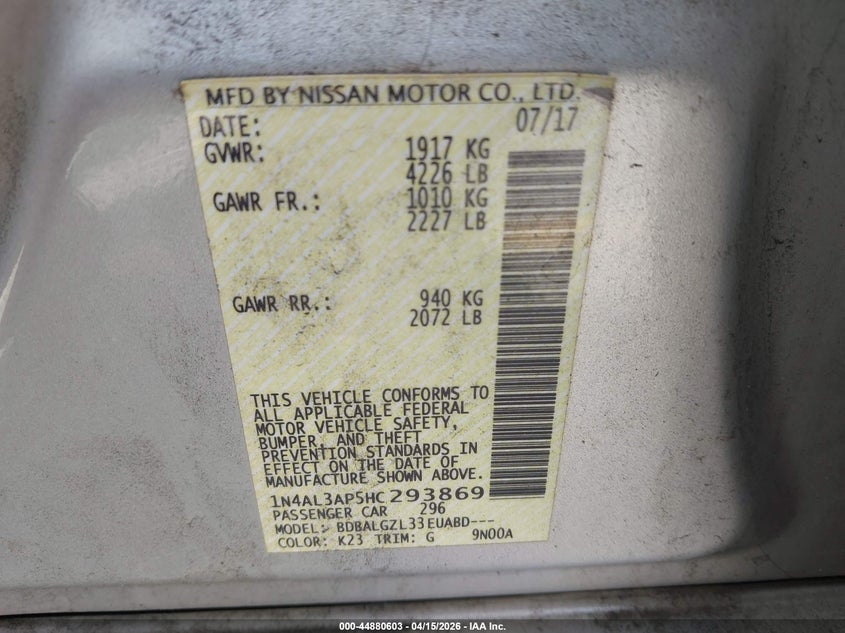 MFD BY NISSAN MOTOR CO., LTD.
DATE: 07/17
GVWR: 1917 KG
4226 LB
GAWR FR.: 1010 KG
2227 LB
GAWR RR.: 940 KG
2072 LB
THIS VEHICLE CONFORMS TO
ALL APPLICABLE FEDERAL
MOTOR VEHICLE SAFETY,
BUMPER, AND THEFT
PREVENTION STANDARDS IN
EFFECT ON THE DATE OF
MANUFACTURE SHOWN ABOVE.
1N4AL3AP5HC293869
PASSENGER CAR 296
MODEL: BDBALGZL33EUABD---
COLOR: K23 TRIM: G 9N00A
000-44880603 - 04/15/2026 - IAA Inc.